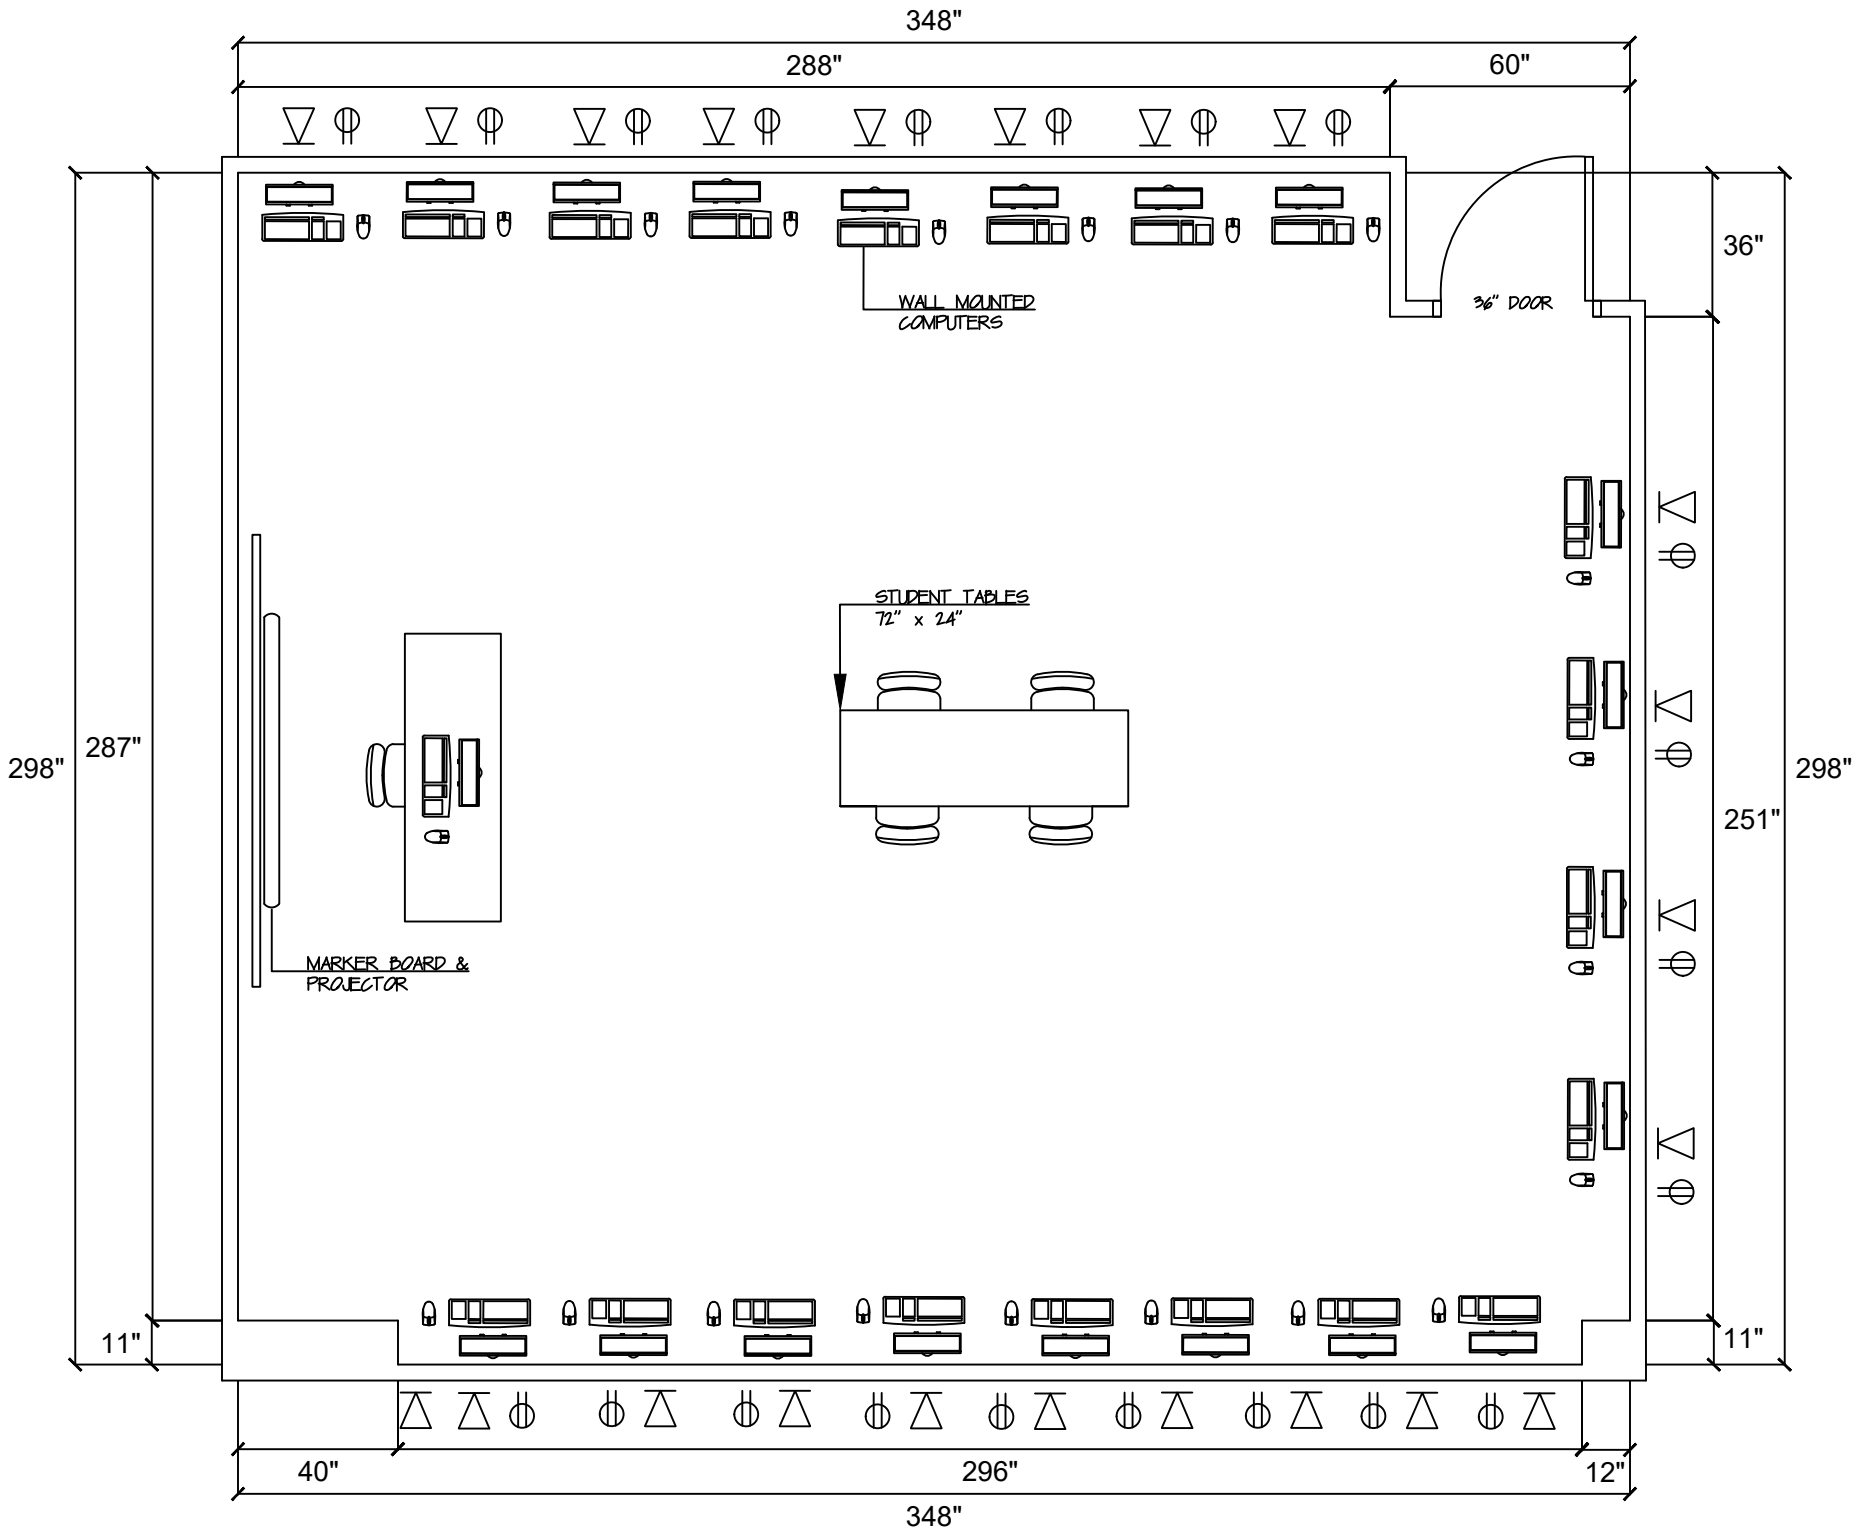 348"
288"
60"
36"
WALL MOUNTED
COMPUTERS
36" DOOR
STUDENT TABLES
72" x 24"
287"
298"
298"
251"
MARKER BOARD &
PROJECTOR
11"
11"
40"
296"
12"
348"